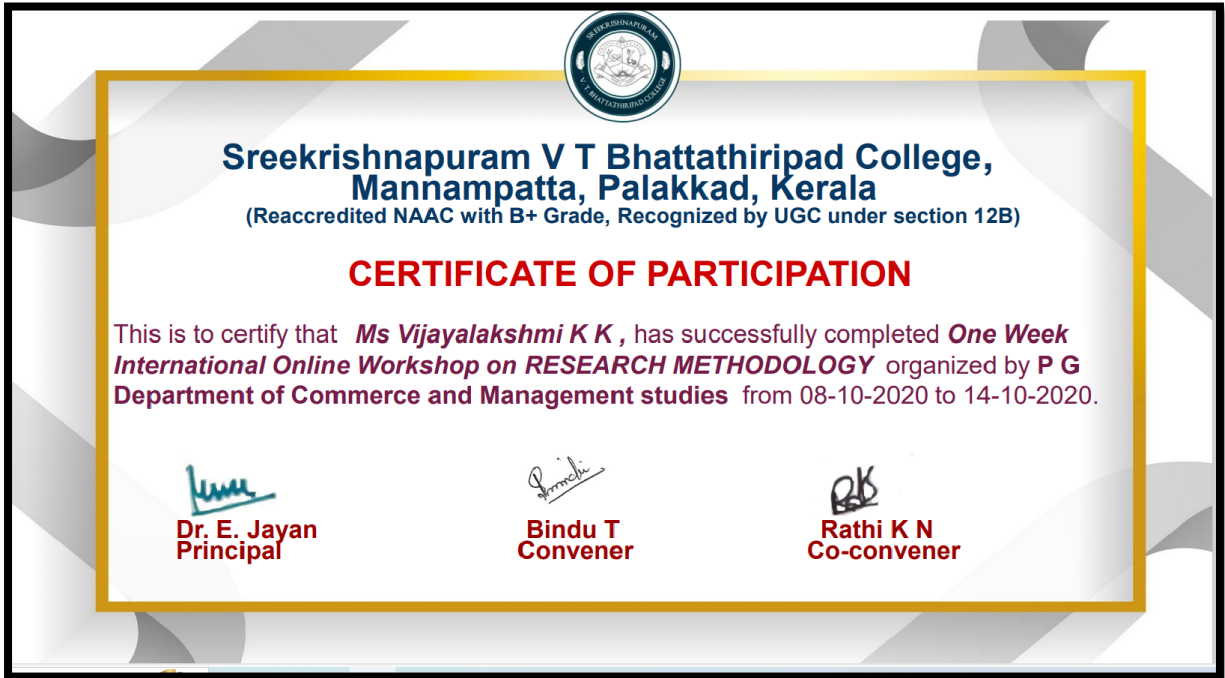 SREEKRISHNAPURAM
V. T. BHATTATHIRIPAD COLLEGE
Sreekrishnapuram V T Bhattathiripad College,
Mannampatta, Palakkad, Kerala
(Reaccredited NAAC with B+ Grade, Recognized by UGC under section 12B)
CERTIFICATE OF PARTICIPATION
This is to certify that Ms Vijayalakshmi K K , has successfully completed One Week
International Online Workshop on RESEARCH METHODOLOGY organized by P G
Department of Commerce and Management studies from 08-10-2020 to 14-10-2020.
Dr. E. Jayan
Principal
Bindu T
Convener
Rathi K N
Co-convener